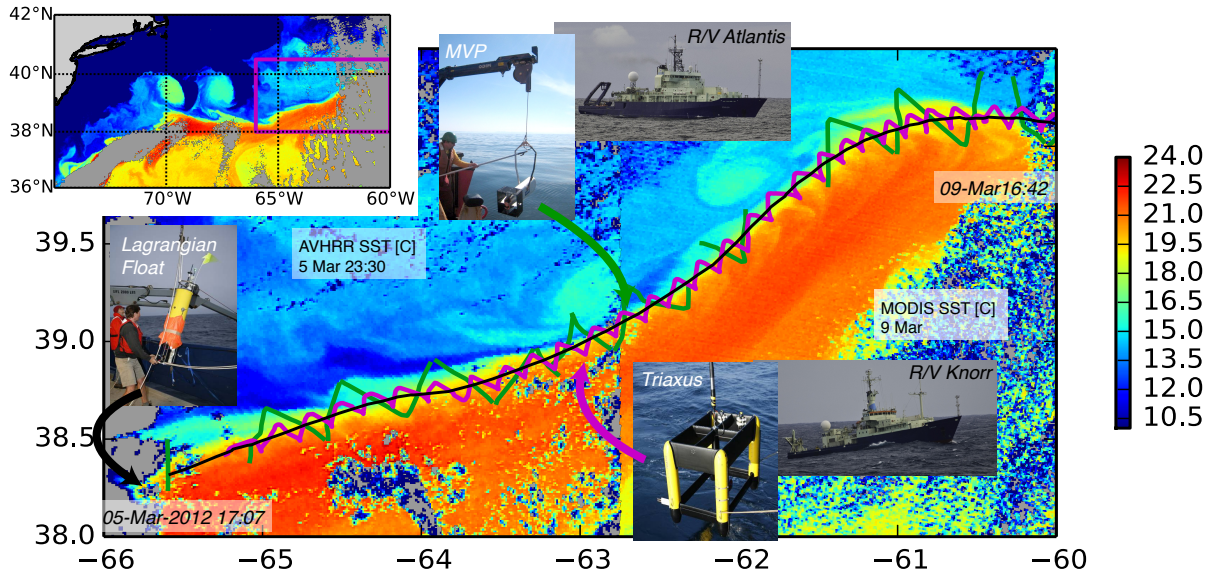 42°N
40°N
38°N
36°N
70°W
65°W
60°W
MVP
R/V Atlantis
24.0
22.5
21.0
19.5
18.0
16.5
15.0
13.5
12.0
10.5
09-Mar16:42
Lagrangian
Float
AVHRR SST [C]
5 Mar 23:30
MODIS SST [C]
9 Mar
Triaxus
R/V Knorr
05-Mar-2012 17:07
39.5
39.0
38.5
38.0
−66
−65
−64
−63
−62
−61
−60